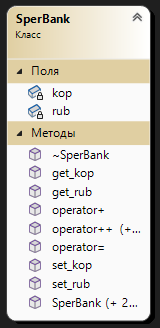 SperBank
Класс
Поля
kop
rub
Методы
~SperBank
get_kop
get_rub
operator+
operator++ (+...
operator=
set_kop
set_rub
SperBank (+ 2...